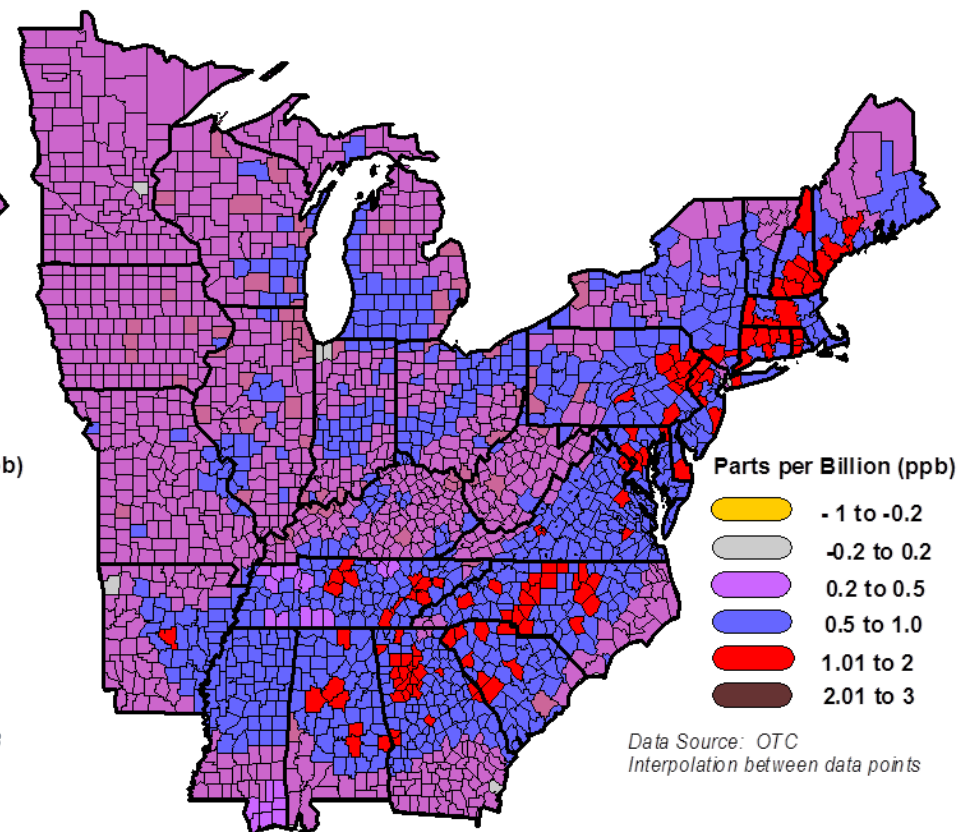 b)
Parts per Billion (ppb)
- 1 to -0.2
-0.2 to 0.2
0.2 to 0.5
0.5 to 1.0
1.01 to 2
2.01 to 3
Data Source: OTC
Interpolation between data points